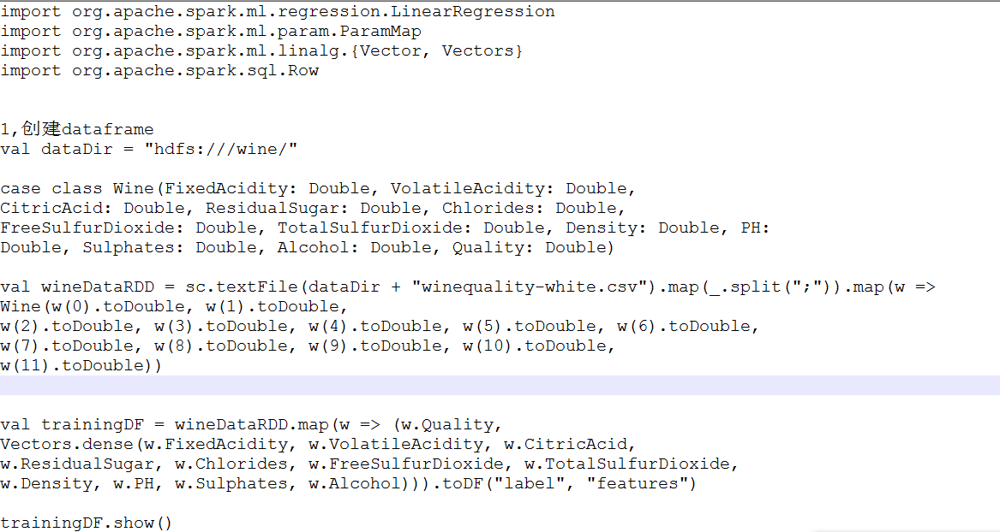 import org.apache.spark.ml.regression.LinearRegression
import org.apache.spark.ml.param.ParamMap
import org.apache.spark.ml.linalg.{Vector, Vectors}
import org.apache.spark.sql.Row
1,创建dataframe
val dataDir = "hdfs:///wine/"
case class Wine(FixedAcidity: Double, VolatileAcidity: Double,
CitricAcid: Double, ResidualSugar: Double, Chlorides: Double,
FreeSulfurDioxide: Double, TotalSulfurDioxide: Double, Density: Double, PH:
Double, Sulphates: Double, Alcohol: Double, Quality: Double)
val wineDataRDD = sc.textFile(dataDir + "winequality-white.csv").map(_.split(";")).map(w =>
Wine(w(0).toDouble, w(1).toDouble,
w(2).toDouble, w(3).toDouble, w(4).toDouble, w(5).toDouble, w(6).toDouble,
w(7).toDouble, w(8).toDouble, w(9).toDouble, w(10).toDouble,
w(11).toDouble))
val trainingDF = wineDataRDD.map(w => (w.Quality,
Vectors.dense(w.FixedAcidity, w.VolatileAcidity, w.CitricAcid,
w.ResidualSugar, w.Chlorides, w.FreeSulfurDioxide, w.TotalSulfurDioxide,
w.Density, w.PH, w.Sulphates, w.Alcohol))).toDF("label", "features")
trainingDF.show()